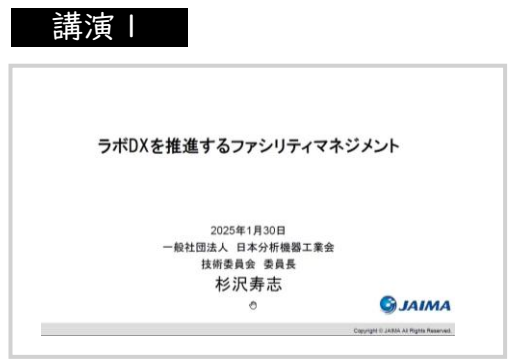 講演Ⅰ
ラボDXを推進するファシリティマネジメント
2025年1月30日
一般社団法人 日本分析機器工業会
技術委員会 委員長
杉沢寿志
JAIMA
Copyright © JAIMA All Rights Reserved.